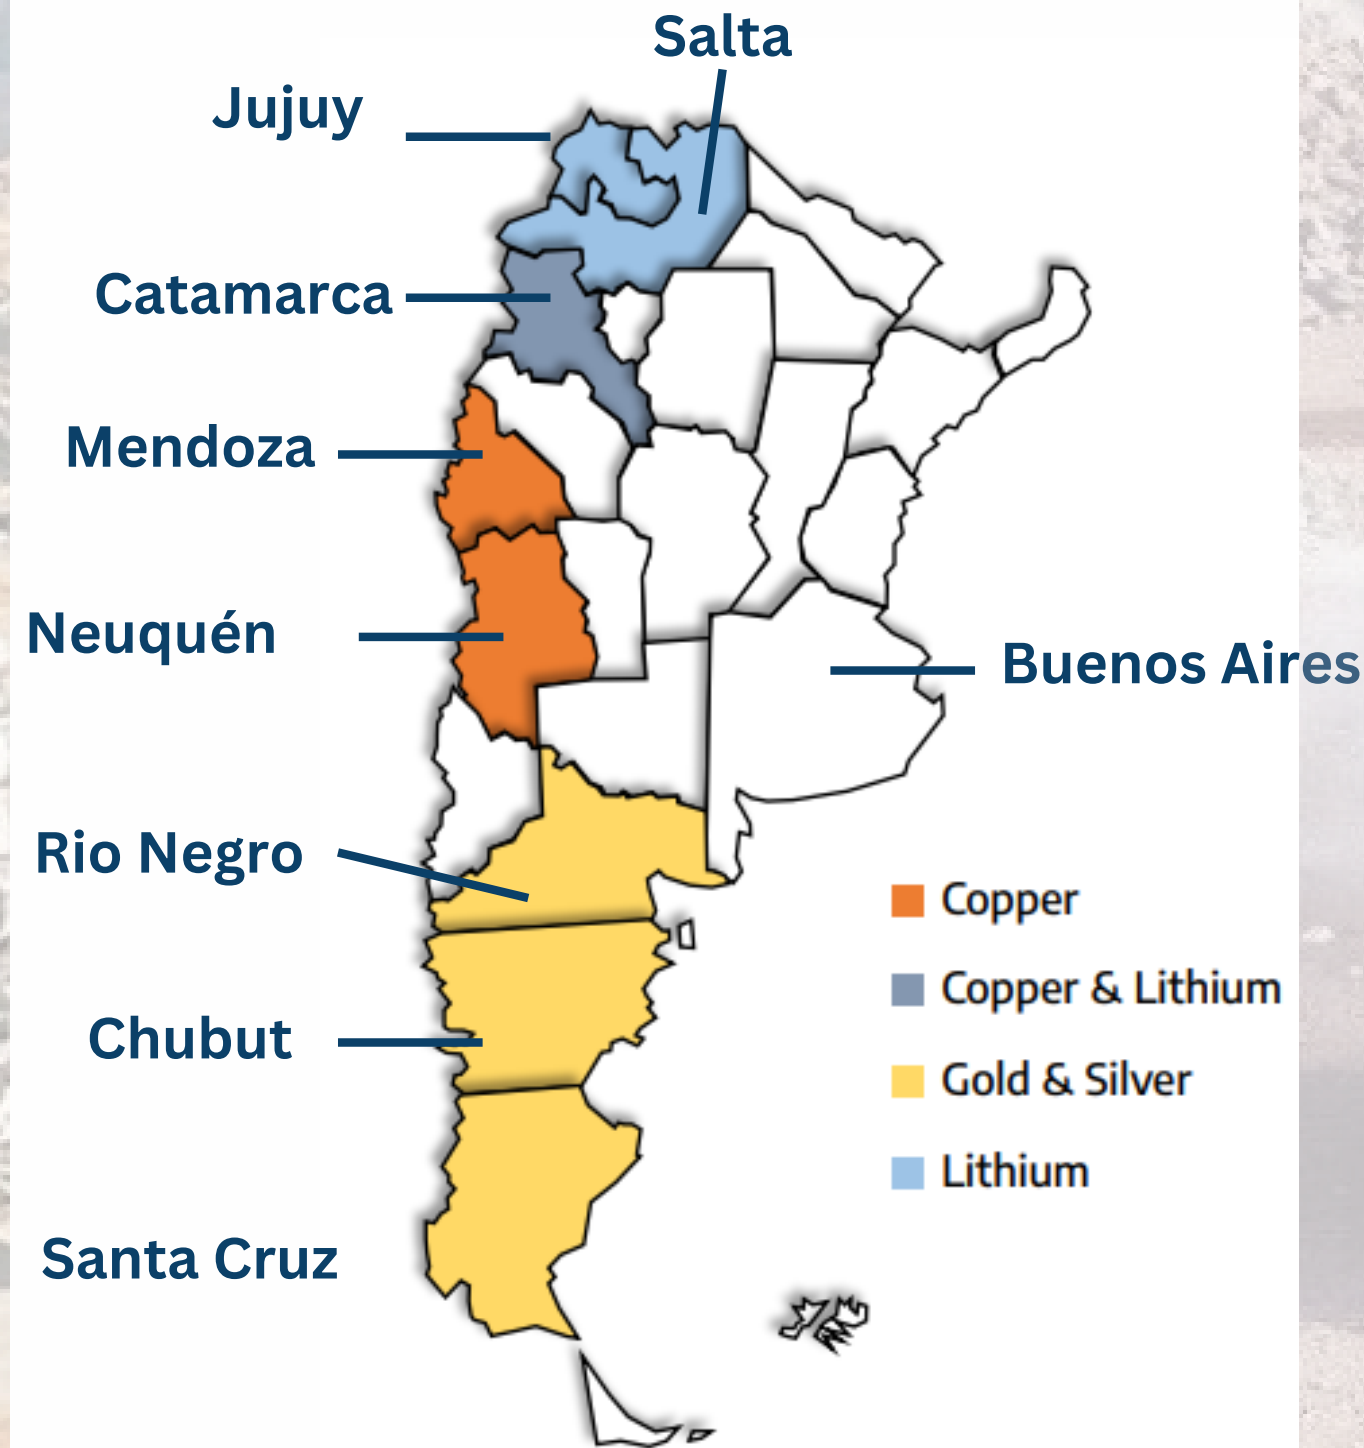 Salta
Jujuy
Catamarca
Mendoza
Neuquén
Buenos Aires
Rio Negro
Copper
Copper & Lithium
Chubut
Gold & Silver
Lithium
Santa Cruz